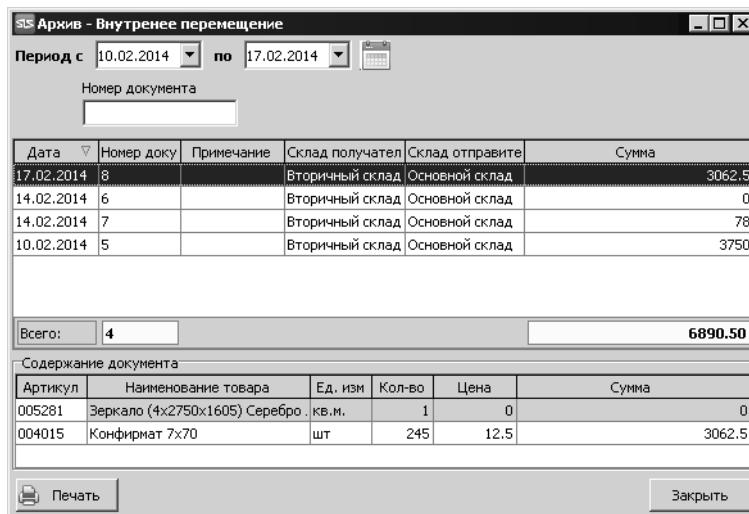 SLS Архив - Внутренее перемещение
Период с 10.02.2014 по 17.02.2014
Номер документа
Дата Номер доку Примечание Склад получател Склад отправите Сумма
17.02.2014 8 Вторичный склад Основной склад 3062.5
14.02.2014 6 Вторичный склад Основной склад 0
14.02.2014 7 Вторичный склад Основной склад 78
10.02.2014 5 Вторичный склад Основной склад 3750
Всего: 4 6890.50
Содержание документа
Артикул Наименование товара Ед. изм Кол-во Цена Сумма
005281 Зеркало (4х2750х1605) Серебро . кв.м. 1 0 0
004015 Конфирмат 7х70 шт 245 12.5 3062.5
Печать Закрыть